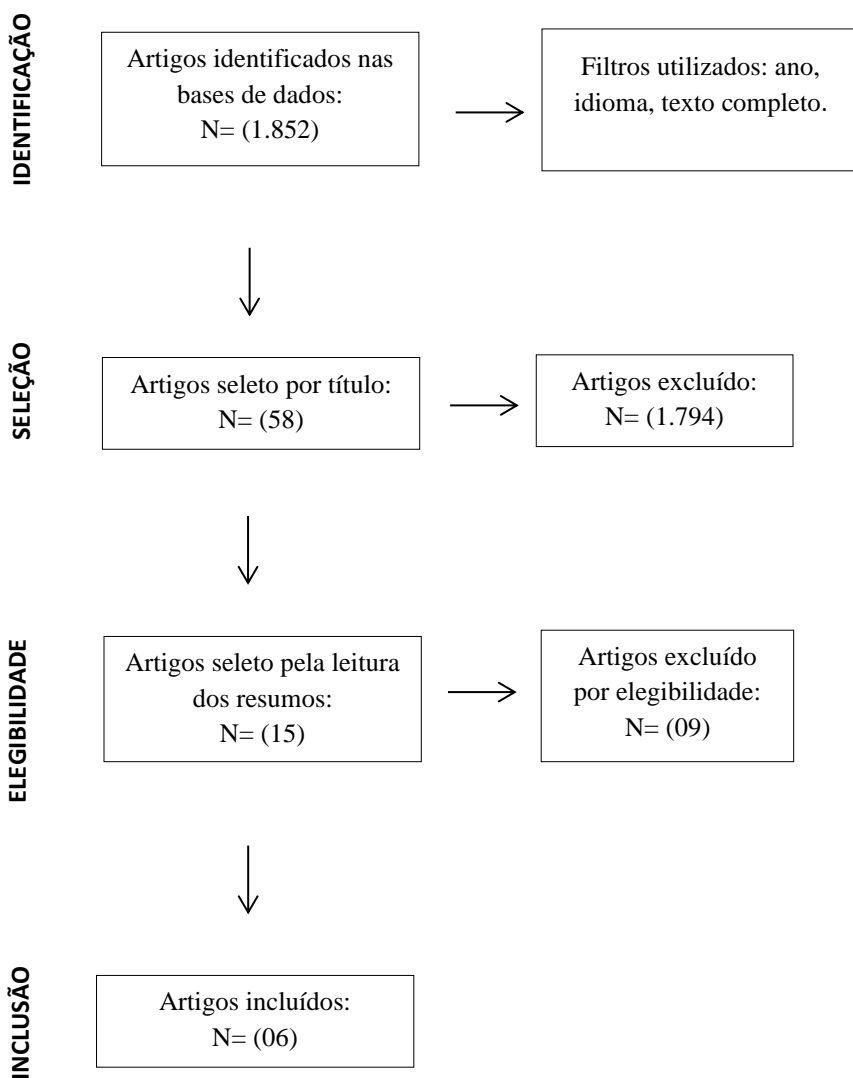 IDENTIFICAÇÃO
Artigos identificados nas
bases de dados:
N= (1.852)
Filtros utilizados: ano,
idioma, texto completo.
SELEÇÃO
Artigos seleto por título:
N= (58)
Artigos excluído:
N= (1.794)
ELEGIBILIDADE
Artigos seleto pela leitura
dos resumos:
N= (15)
Artigos excluído
por elegibilidade:
N= (09)
INCLUSÃO
Artigos incluídos:
N= (06)